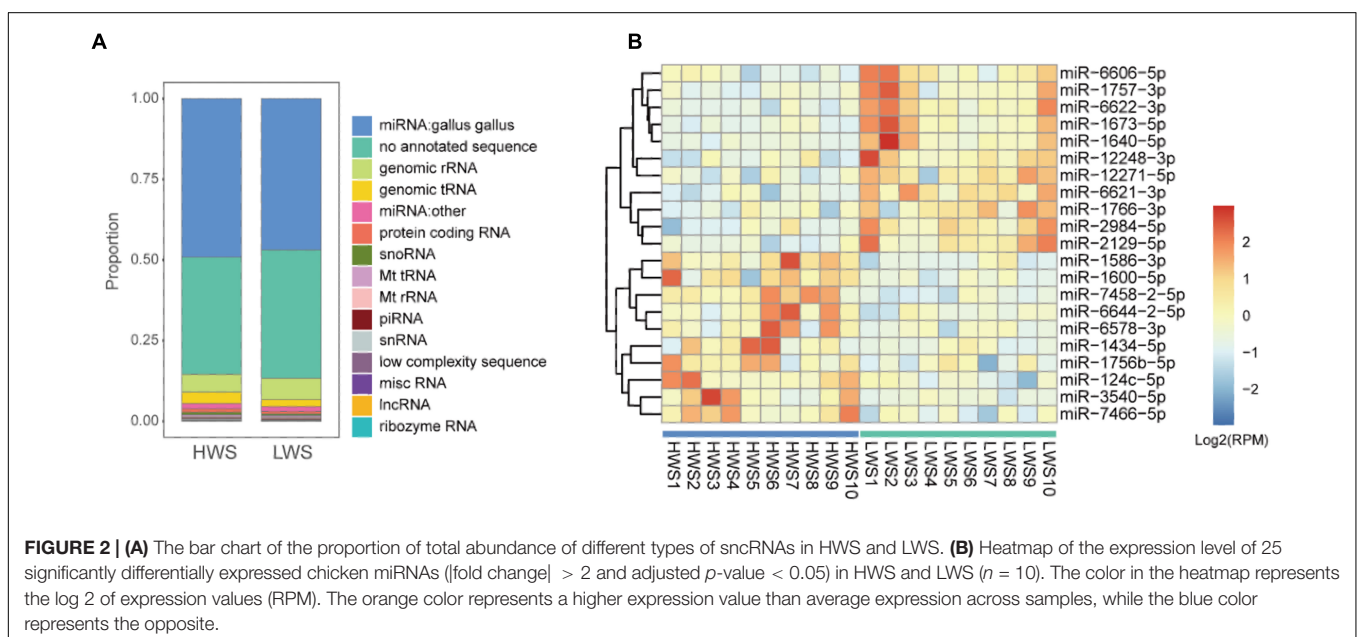 A
1.00
0.75
0.50
0.25
0.00
Proportion
HWS
LWS
miRNA:gallus gallus
no annotated sequence
genomic rRNA
genomic tRNA
miRNA:other
protein coding RNA
snoRNA
Mt tRNA
Mt rRNA
piRNA
snRNA
low complexity sequence
misc RNA
lncRNA
ribozyme RNA
B
miR−6606−5p
miR−1757−3p
miR−6622−3p
miR−1673−5p
miR−1640−5p
miR−12248−3p
miR−12271−5p
miR−6621−3p
miR−1766−3p
miR−2984−5p
miR−2129−5p
miR−1586−3p
miR−1600−5p
miR−7458−2−5p
miR−6644−2−5p
miR−6578−3p
miR−1434−5p
miR−1756b−5p
miR−124c−5p
miR−3540−5p
miR−7466−5p
HWS1
HWS2
HWS3
HWS4
HWS5
HWS6
HWS7
HWS8
HWS9
HWS10
LWS1
LWS2
LWS3
LWS4
LWS5
LWS6
LWS7
LWS8
LWS9
LWS10
2
1
0
−1
−2
Log2(RPM)
FIGURE 2 | (A) The bar chart of the proportion of total abundance of different types of sncRNAs in HWS and LWS. (B) Heatmap of the expression level of 25
significantly differentially expressed chicken miRNAs (|fold change| > 2 and adjusted p-value < 0.05) in HWS and LWS (n = 10). The color in the heatmap represents
the log 2 of expression values (RPM). The orange color represents a higher expression value than average expression across samples, while the blue color
represents the opposite.